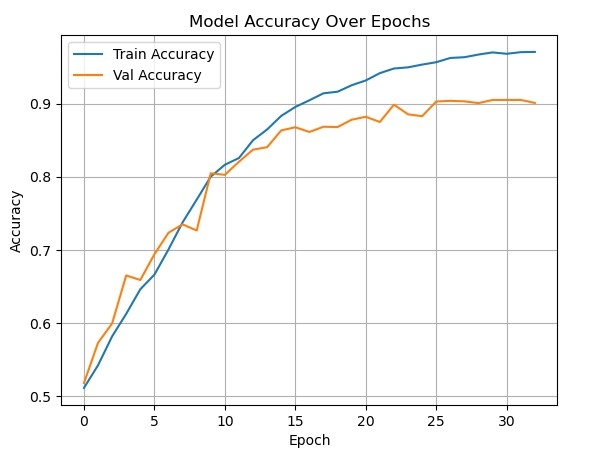 Model Accuracy Over Epochs
Train Accuracy
Val Accuracy
0.9
0.8
0.7
0.6
0.5
Accuracy
0 5 10 15 20 25 30
Epoch